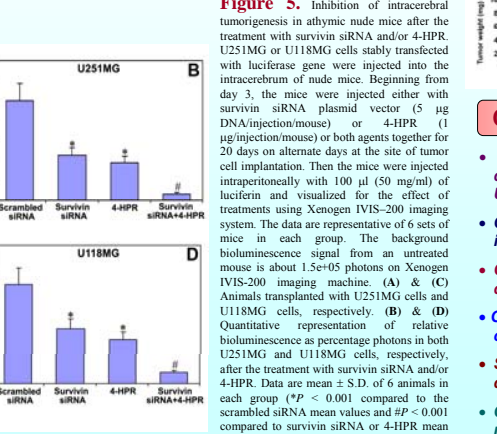 U251MG
B
Scrambled siRNA
Survivin siRNA
4-HPR
Survivin siRNA+4-HPR
U118MG
D
Scrambled siRNA
Survivin siRNA
4-HPR
Survivin siRNA+4-HPR
Figure 5. Inhibition of intracerebral
tumorigenesis in athymic nude mice after the
treatment with survivin siRNA and/or 4-HPR.
U251MG or U118MG cells stably transfected
with luciferase gene were injected into the
intracerebrum of nude mice. Beginning from
day 3, the mice were injected either with
survivin siRNA plasmid vector (5 µg
DNA/injection/mouse) or 4-HPR (1
µg/injection/mouse) or both agents together for
20 days on alternate days at the site of tumor
cell implantation. Then the mice were injected
intraperitoneally with 100 µl (50 mg/ml) of
luciferin and visualized for the effect of
treatments using Xenogen IVIS–200 imaging
system. The data are representative of 6 sets of
mice in each group. The background
bioluminescence signal from an untreated
mouse is about 1.5e+05 photons on Xenogen
IVIS-200 imaging machine. (A) & (C)
Animals transplanted with U251MG cells and
U118MG cells, respectively. (B) & (D)
Quantitative representation of relative
bioluminescence as percentage photons in both
U251MG and U118MG cells, respectively,
after the treatment with survivin siRNA and/or
4-HPR. Data are mean ± S.D. of 6 animals in
each group (*P < 0.001 compared to the
scrambled siRNA mean values and #P < 0.001
compared to survivin siRNA or 4-HPR mean
Tumor weight (mg)